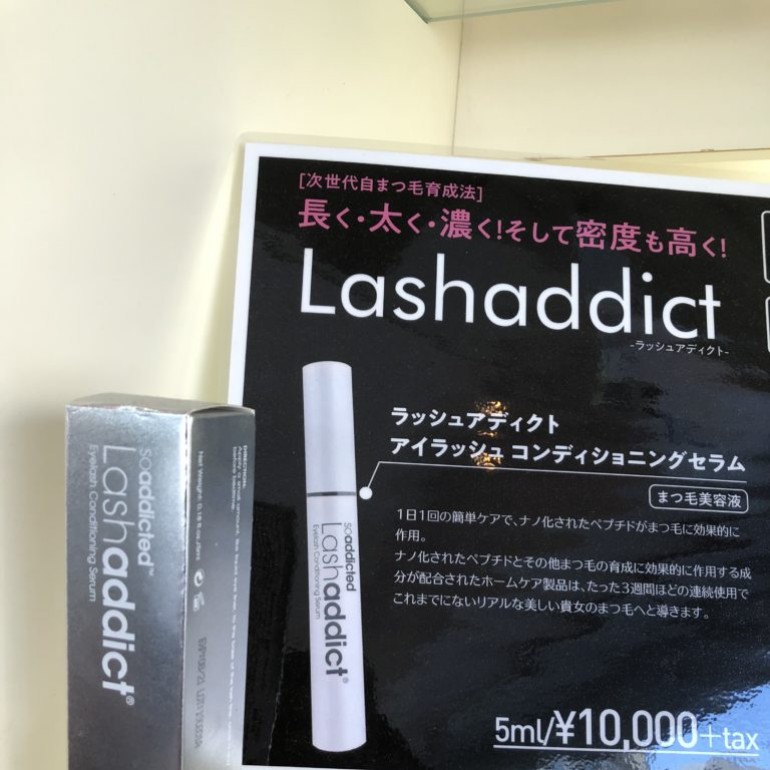 [次世代自まつ毛育成法]
長く・太く・濃く!そして密度も高く!
Lashaddict
-ラッシュアディクト-
ラッシュアディクト
アイラッシュ コンディショニングセラム
まつ毛美容液
1日1回の簡単ケアで、ナノ化されたペプチドがまつ毛に効果的に
作用。
ナノ化されたペプチドとその他まつ毛の育成に効果的に作用する成
分が配合されたホームケア製品は、たった3週間ほどの連続使用で
これまでにないリアルな美しい貴女のまつ毛へと導きます。
5ml/¥10,000+tax
soaddicted
Lashaddict®
Eyelash Conditioning Serum
soaddicted™
Lashaddict®
Eyelash Conditioning Serum